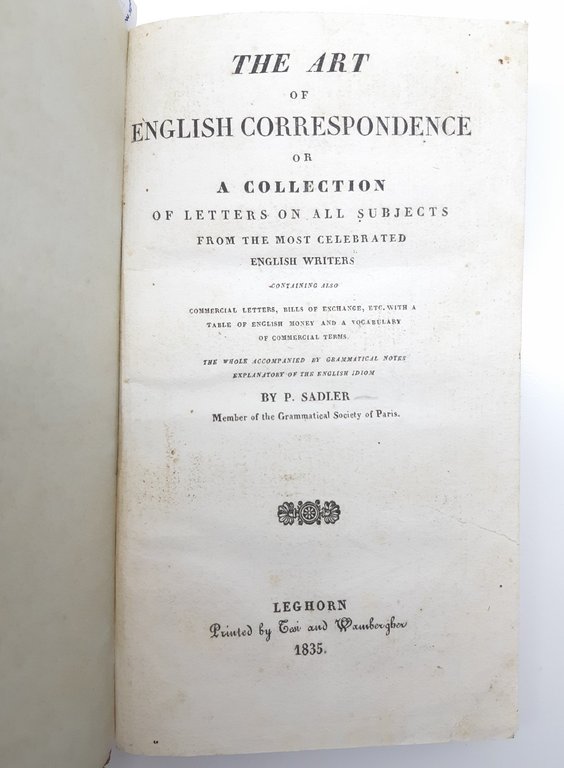 THE ART
OF
ENGLISH CORRESPONDENCE
OR
A COLLECTION
OF LETTERS ON ALL SUBJECTS
FROM THE MOST CELEBRATED
ENGLISH WRITERS
CONTAINING ALSO
COMMERCIAL LETTERS, BILLS OF EXCHANGE, ETC. WITH A
TABLE OF ENGLISH MONEY AND A VOCABULARY
OF COMMERCIAL TERMS.
THE WHOLE ACCOMPANIED BY GRAMMATICAL NOTES
EXPLANATORY OF THE ENGLISH IDIOM
BY P. SADLER
Member of the Grammatical Society of Paris.
LEGHORN
Printed by and Wambergher
1835.